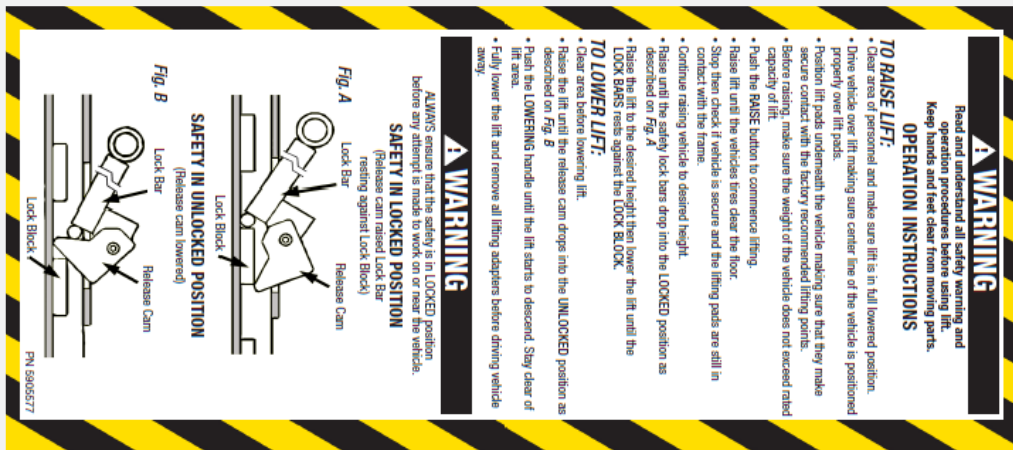 WARNING
Read and understand all safety warning and
operation procedures before using lift.
Keep hands and feet clear from moving parts.
OPERATION INSTRUCTIONS
TO RAISE LIFT:
• Clear area of personnel and make sure lift is in full lowered position.
• Drive vehicle over lift making sure center line of the vehicle is positioned
properly over lift pads.
• Position lift pads underneath the vehicle making sure that they make
secure contact with the factory recommended lifting points.
• Before raising, make sure the weight of the vehicle does not exceed rated
capacity of lift.
• Push the RAISE button to commence lifting.
• Raise lift until the vehicles tires clear the floor.
• Stop then check if vehicle is secure and the lifting pads are still in
contact with the frame.
• Continue raising vehicle to desired height.
• Raise until the safety lock bars drop into the LOCKED position as
described on Fig. A
• Raise the lift to the desired height then lower the lift until the
LOCK BARS rests against the LOCK BLOCK.
TO LOWER LIFT:
• Clear area before lowering lift.
• Raise the lift until the release cam drops into the UNLOCKED position as
described on Fig. B
• Push the LOWERING handle until the lift starts to descend. Stay clear of
lift area.
• Fully lower the lift and remove all lifting adapters before driving vehicle
away.
WARNING
ALWAYS ensure that the safety is in LOCKED position
before any attempt is made to work on or near the vehicle.
SAFETY IN LOCKED POSITION
(Release cam raised Lock Bar
resting against Lock Block)
Fig. A
Lock Bar
Release Cam
Lock Block
SAFETY IN UNLOCKED POSITION
(Release cam lowered)
Fig. B
Lock Bar
Release Cam
Lock Block
PN 5905577